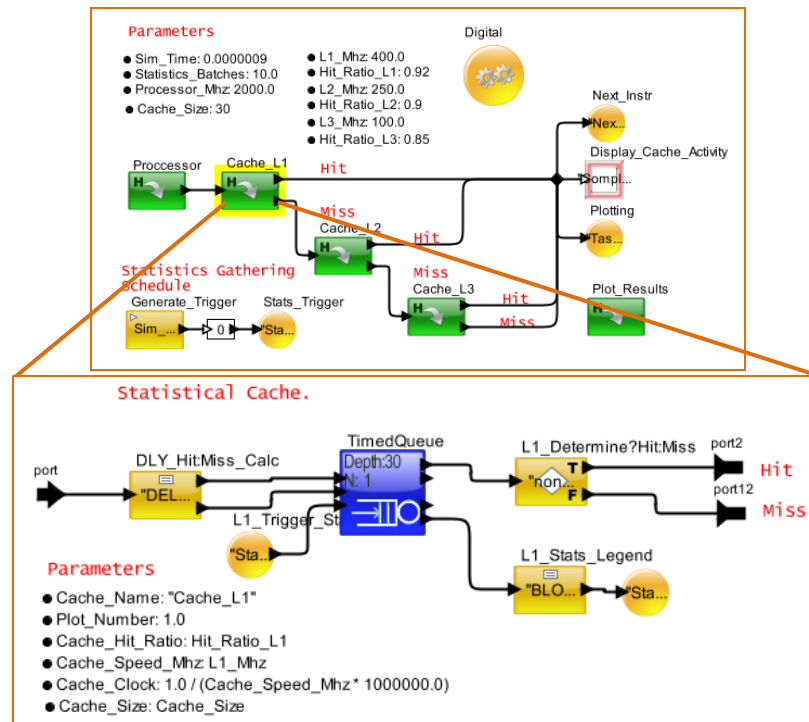 Parameters
Sim_Time: 0.0000009
Statistics_Batches: 10.0
Processor_Mhz: 2000.0
Cache_Size: 30
L1_Mhz: 400.0
Hit_Ratio_L1: 0.92
L2_Mhz: 250.0
Hit_Ratio_L2: 0.9
L3_Mhz: 100.0
Hit_Ratio_L3: 0.85
Digital
Next_Instr
"Nex...
Display_Cache_Activity
"Compl...
Plotting
"Tas...
Proccessor
H
Cache_L1
H
Hit
Miss
Cache_L2
H
Hit
Miss
Cache_L3
H
Hit
Miss
Plot_Results
H
Statistics Gathering
Schedule
Generate_Trigger
Sim_...
0
Stats_Trigger
"Sta...
Statistical Cache.
port
DLY_Hit:Miss_Calc
"DEL...
TimedQueue
Depth:30
N: 1
L1_Trigger_St
"Sta...
L1_Determine?Hit:Miss
"non...
T
F
port2
Hit
port12
Miss
L1_Stats_Legend
"BLO...
"Sta...
Parameters
Cache_Name: "Cache_L1"
Plot_Number: 1.0
Cache_Hit_Ratio: Hit_Ratio_L1
Cache_Speed_Mhz: L1_Mhz
Cache_Clock: 1.0 / (Cache_Speed_Mhz * 1000000.0)
Cache_Size: Cache_Size